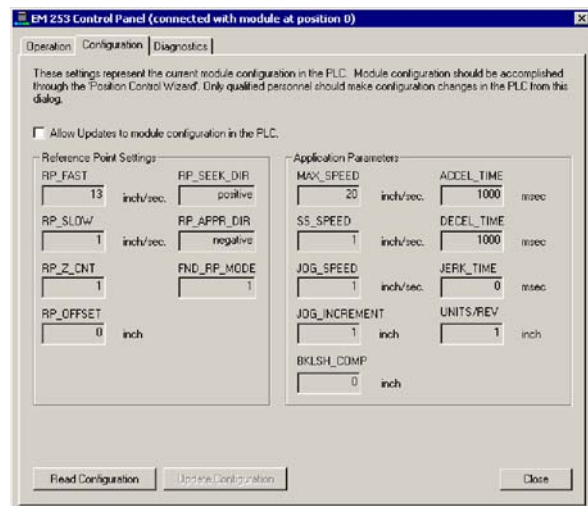 EM 253 Control Panel (connected with module at position 0)
Operation Configuration Diagnostics
These settings represent the current module configuration in the PLC. Module configuration should be accomplished
through the 'Position Control Wizard'. Only qualified personnel should make configuration changes in the PLC from this
dialog.
Allow Updates to module configuration in the PLC.
Reference Point Settings
RP_FAST RP_SEEK_DIR
13 inch/sec. positive
RP_SLOW RP_APPR_DIR
1 inch/sec. negative
RP_Z_CNT FND_RP_MODE
1 1
RP_OFFSET
0 inch
Application Parameters
MAX_SPEED ACCEL_TIME
20 inch/sec. 1000 msec
SS_SPEED DECEL_TIME
1 inch/sec. 1000 msec
JOG_SPEED JERK_TIME
1 inch/sec. 0 msec
JOG_INCREMENT UNITS/REV
1 inch 1 inch
BKLSH_COMP
0 inch
Read Configuration Update Configuration Close